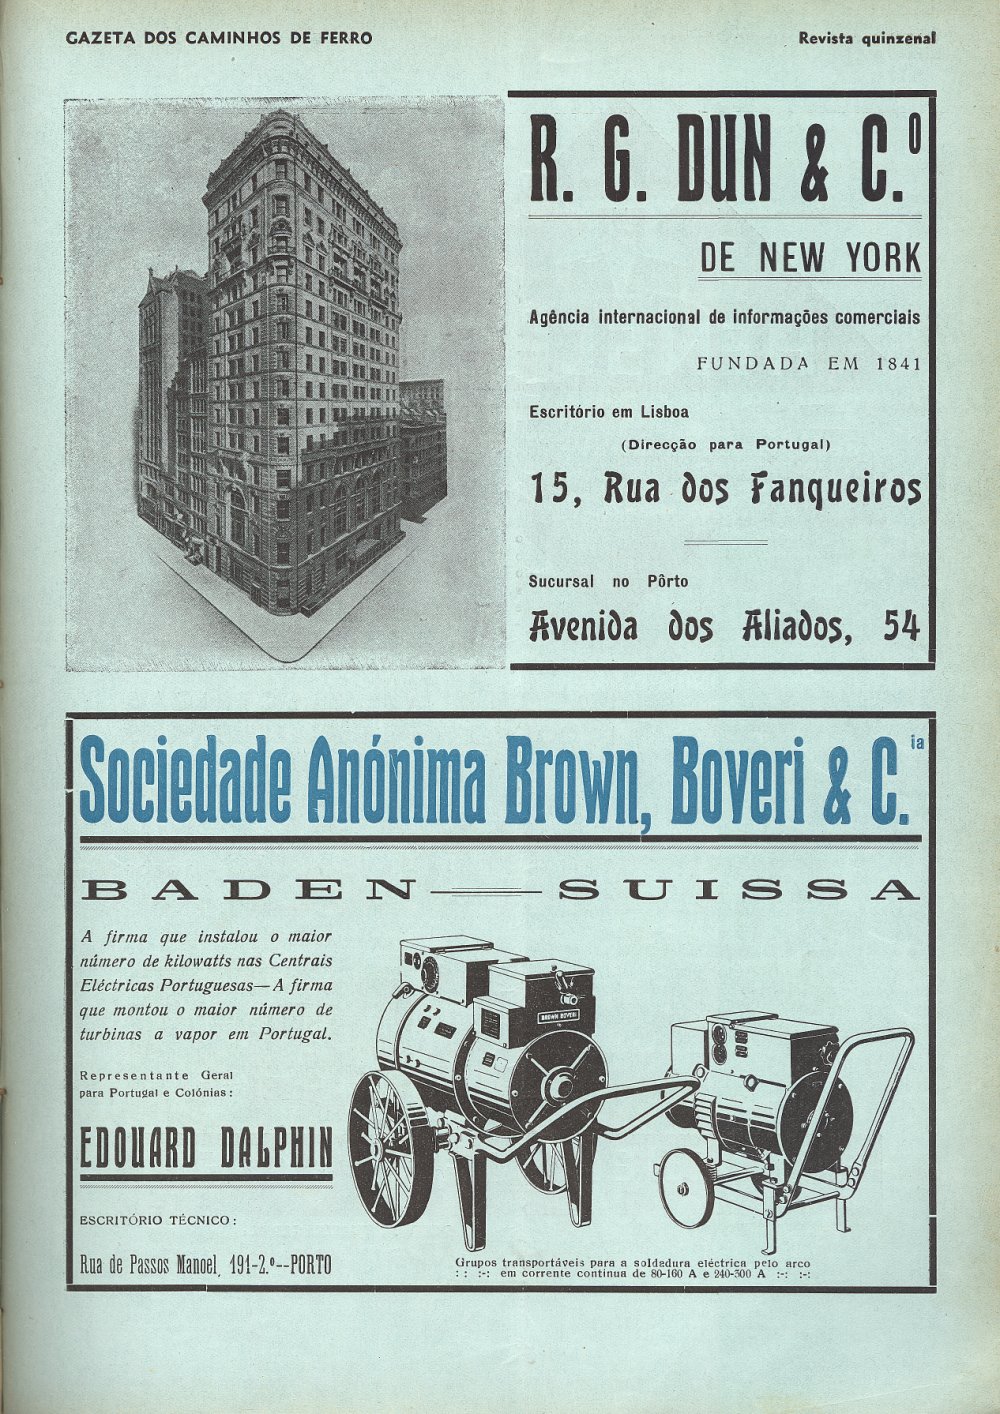 GAZETA DOS CAMINHOS DE FERRO
Revista quinzenal
R. G. DUN & C.º
DE NEW YORK
Agência internacional de informações comerciais
FUNDADA EM 1841
Escritório em Lisboa
(Direcção para Portugal)
15, Rua dos Fanqueiros
Sucursal no Pôrto
Avenida dos Aliados, 54
Sociedade Anónima Brown, Boveri & C.ia
BADEN—SUISSA
A firma que instalou o maior
número de kilowatts nas Centrais
Eléctricas Portuguesas—A firma
que montou o maior número de
turbinas a vapor em Portugal.
Representante Geral
para Portugal e Colónias:
EDOUARD DALPHIN
ESCRITÓRIO TÉCNICO:
Rua de Passos Manoel, 191-2.º--PORTO
BROWN BOVERI
Grupos transportáveis para a soldadura eléctrica pelo arco
: : :-: em corrente contínua de 80-160 A e 240-300 A :-: :-: